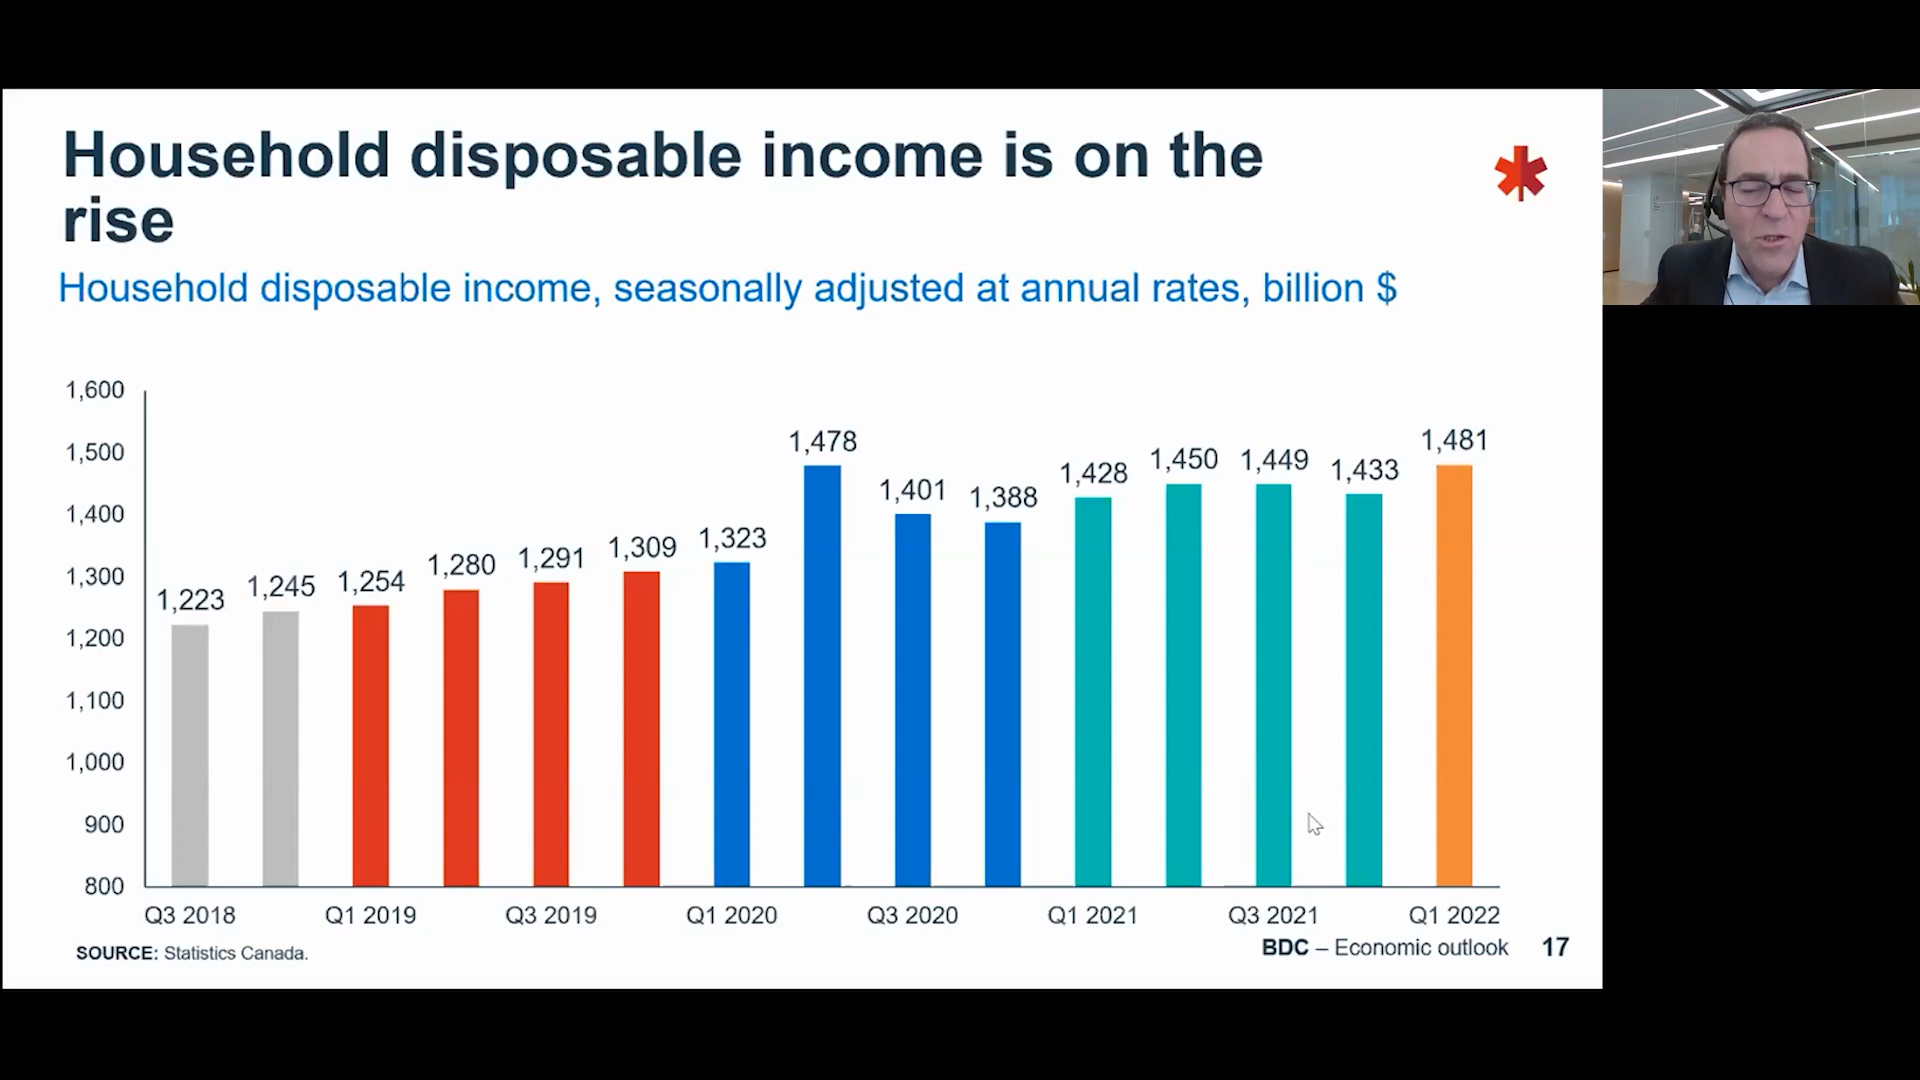 Household disposable income is on the
rise
Household disposable income, seasonally adjusted at annual rates, billion $
1,600
1,500
1,400
1,300
1,200
1,100
1,000
900
800
1,223
1,245
1,254
1,280
1,291
1,309
1,323
1,478
1,401
1,388
1,428
1,450
1,449
1,433
1,481
Q3 2018
Q1 2019
Q3 2019
Q1 2020
Q3 2020
Q1 2021
Q3 2021
Q1 2022
SOURCE: Statistics Canada.
BDC – Economic outlook 17